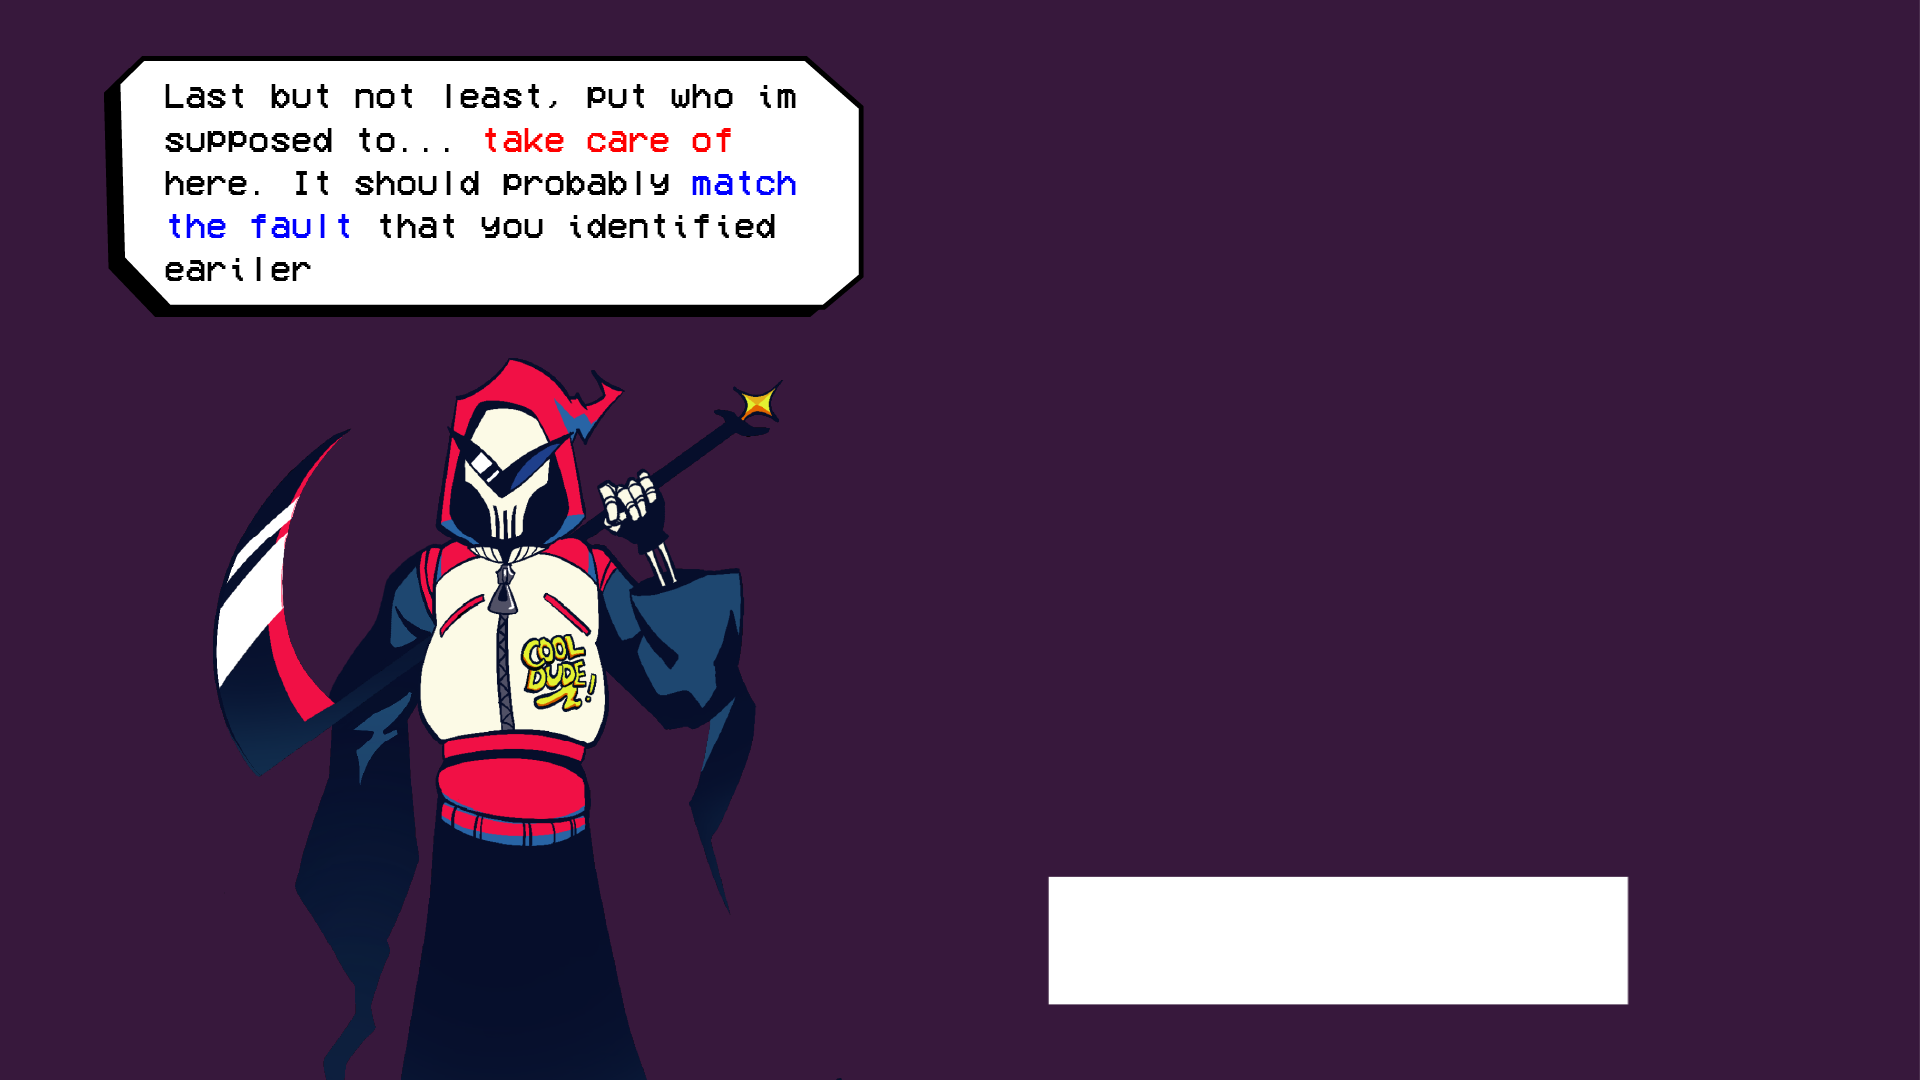 Last but not least, put who im
supposed to... take care of
here. It should probably match
the fault that you identified
eariler
COOL
DUDE!